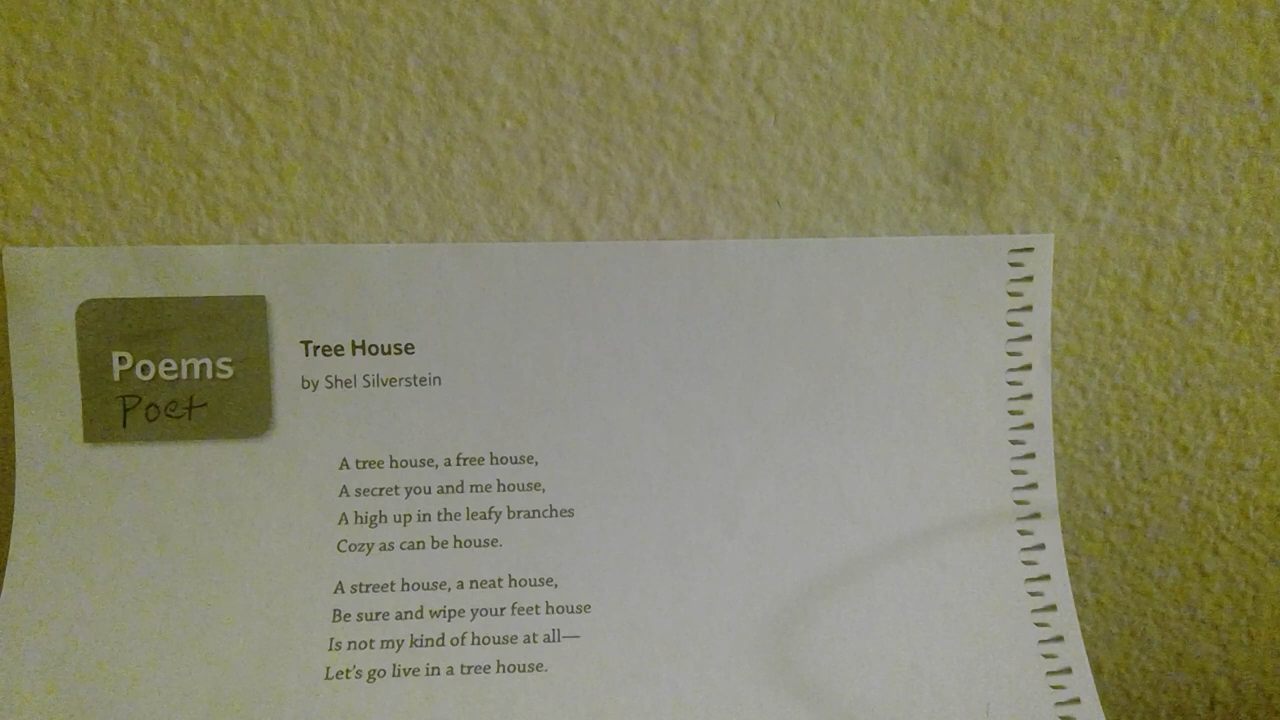 Poems
Poet
Tree House
by Shel Silverstein
A tree house, a free house,
A secret you and me house,
A high up in the leafy branches
Cozy as can be house.
A street house, a neat house,
Be sure and wipe your feet house
Is not my kind of house at all—
Let's go live in a tree house.